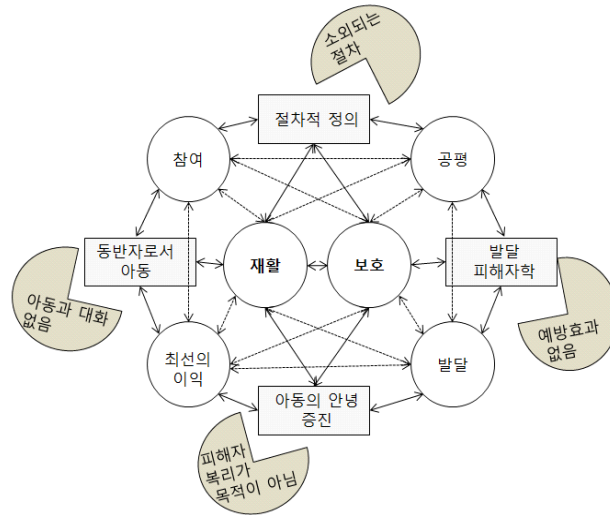 소외되는
절차
절차적 정의
참여
공평
동반자로서
아동
재활
보호
발달
피해자학
아동과 대화
없음
예방효과
없음
최선의
이익
발달
아동의 안녕
증진
피해자
복리가
목적이 아님